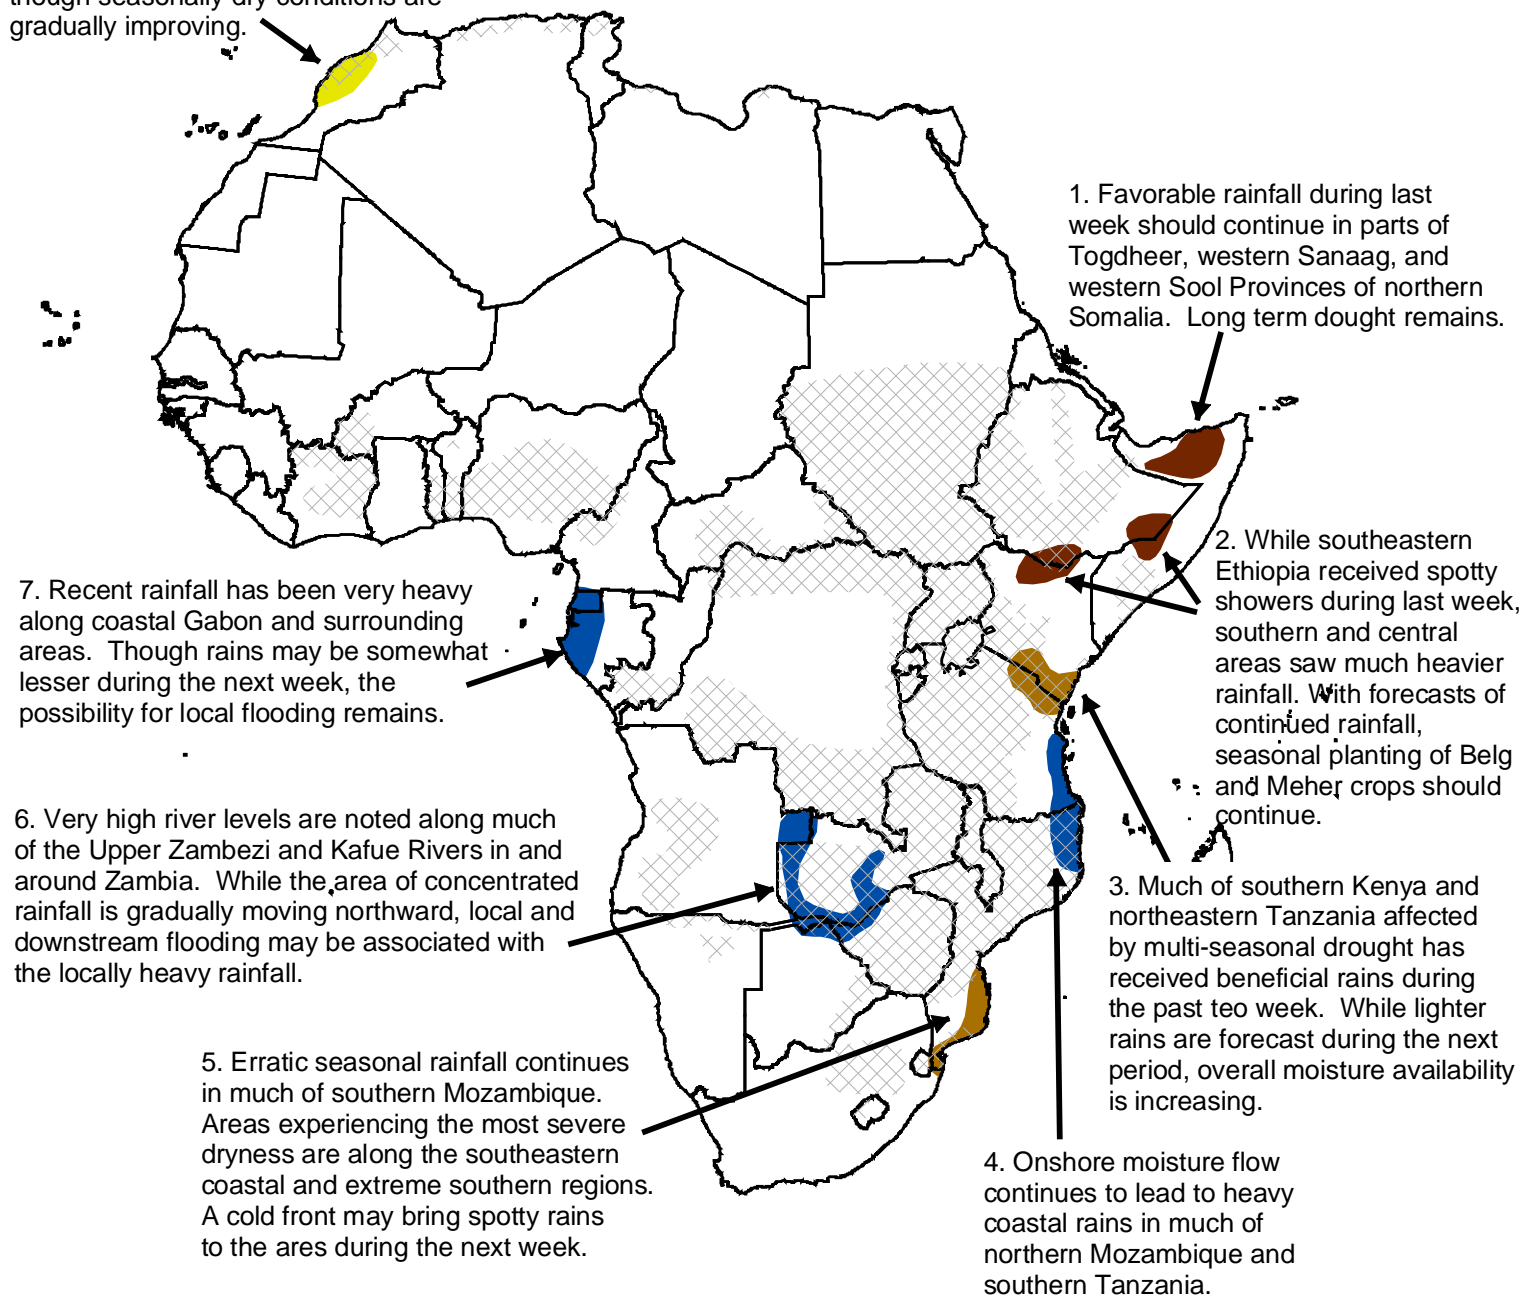 though seasonally dry conditions are
gradually improving.
1. Favorable rainfall during last
week should continue in parts of
Togdheer, western Sanaag, and
western Sool Provinces of northern
Somalia. Long term dought remains.
2. While southeastern
Ethiopia received spotty
showers during last week,
southern and central
areas saw much heavier
rainfall. With forecasts of
continued rainfall,
seasonal planting of Belg
and Meher crops should
continue.
7. Recent rainfall has been very heavy
along coastal Gabon and surrounding
areas. Though rains may be somewhat
lesser during the next week, the
possibility for local flooding remains.
6. Very high river levels are noted along much
of the Upper Zambezi and Kafue Rivers in and
around Zambia. While the area of concentrated
rainfall is gradually moving northward, local and
downstream flooding may be associated with
the locally heavy rainfall.
3. Much of southern Kenya and
northeastern Tanzania affected
by multi-seasonal drought has
received beneficial rains during
the past teo week. While lighter
rains are forecast during the next
period, overall moisture availability
is increasing.
5. Erratic seasonal rainfall continues
in much of southern Mozambique.
Areas experiencing the most severe
dryness are along the southeastern
coastal and extreme southern regions.
A cold front may bring spotty rains
to the ares during the next week.
4. Onshore moisture flow
continues to lead to heavy
coastal rains in much of
northern Mozambique and
southern Tanzania.